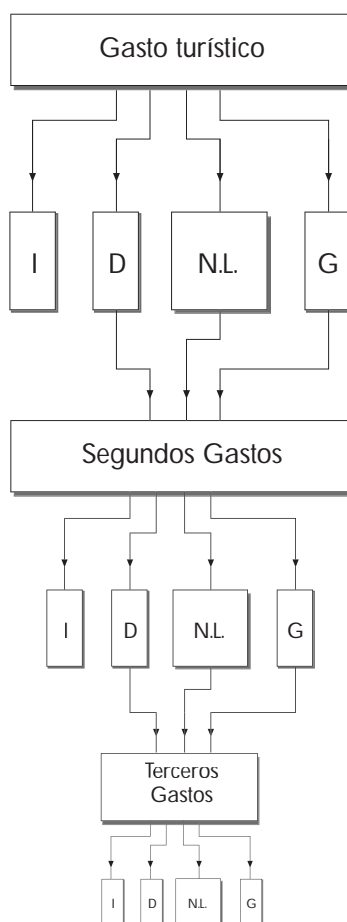 Gasto turístico
I
D
N.L.
G
Segundos Gastos
I
D
N.L.
G
Terceros
Gastos
I
D
N.L.
G